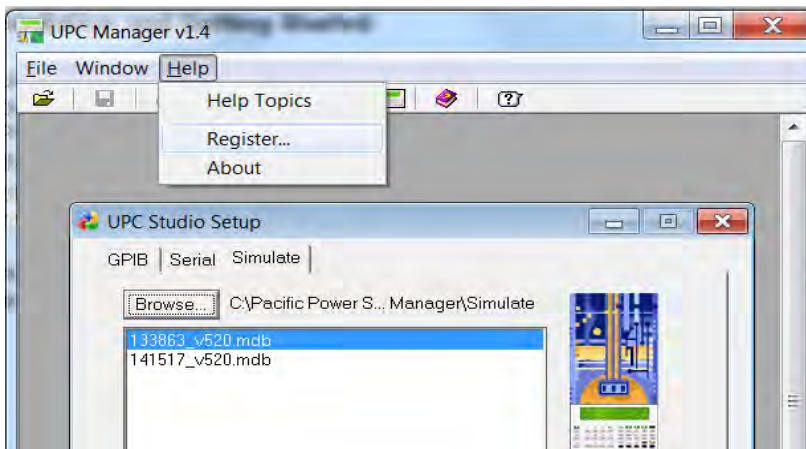 UPC Manager v1.4
File Window Help
Help Topics
Register...
About
UPC Studio Setup
GPIB Serial Simulate
Browse... C:\Pacific Power S... Manager\Simulate
133863_v520.mdb
141517_v520.mdb